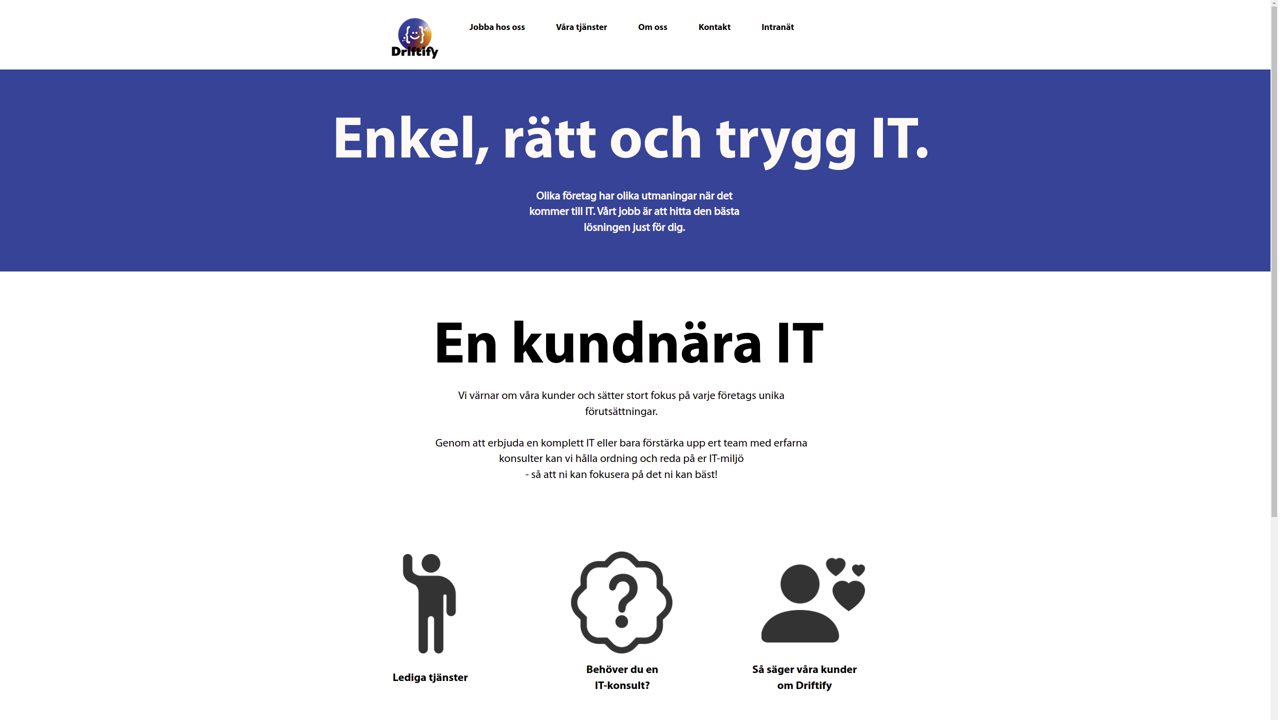 Driftify
Jobba hos oss
Våra tjänster
Om oss
Kontakt
Intranät
Enkel, rätt och trygg IT.
Olika företag har olika utmaningar när det
kommer till IT. Vårt jobb är att hitta den bästa
lösningen just för dig.
En kundnära IT
Vi värnar om våra kunder och sätter stort fokus på varje företags unika
förutsättningar.
Genom att erbjuda en komplett IT eller bara förstärka upp ert team med erfarna
konsulter kan vi hålla ordning och reda på er IT-miljö
- så att ni kan fokusera på det ni kan bäst!
Lediga tjänster
Behöver du en
IT-konsult?
Så säger våra kunder
om Driftify